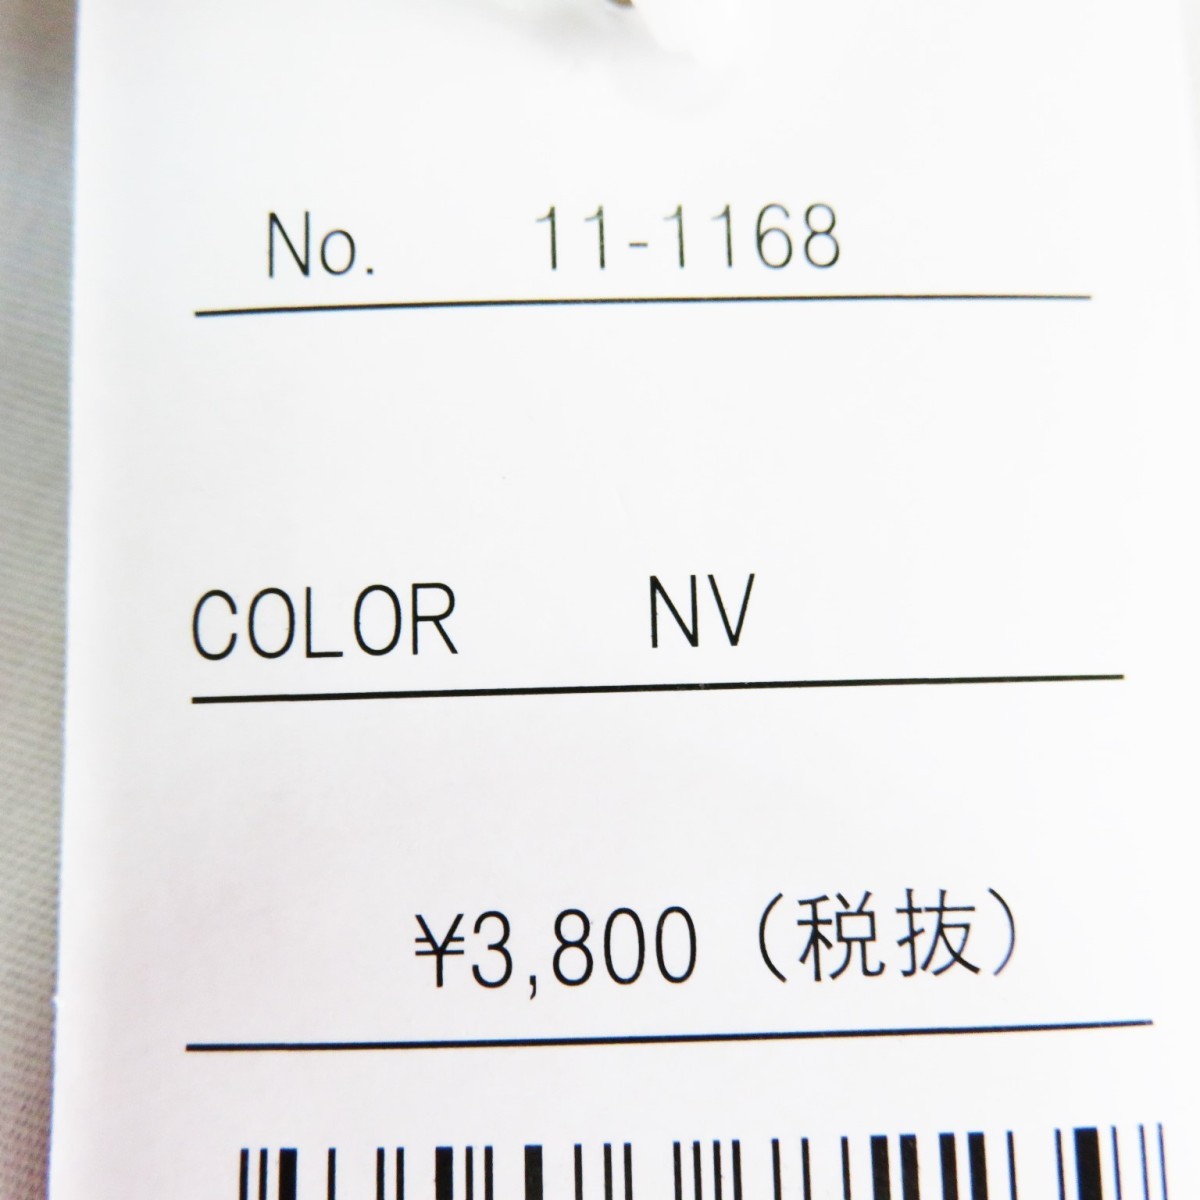 No. 11-1168
COLOR NV
¥3,800（税抜）